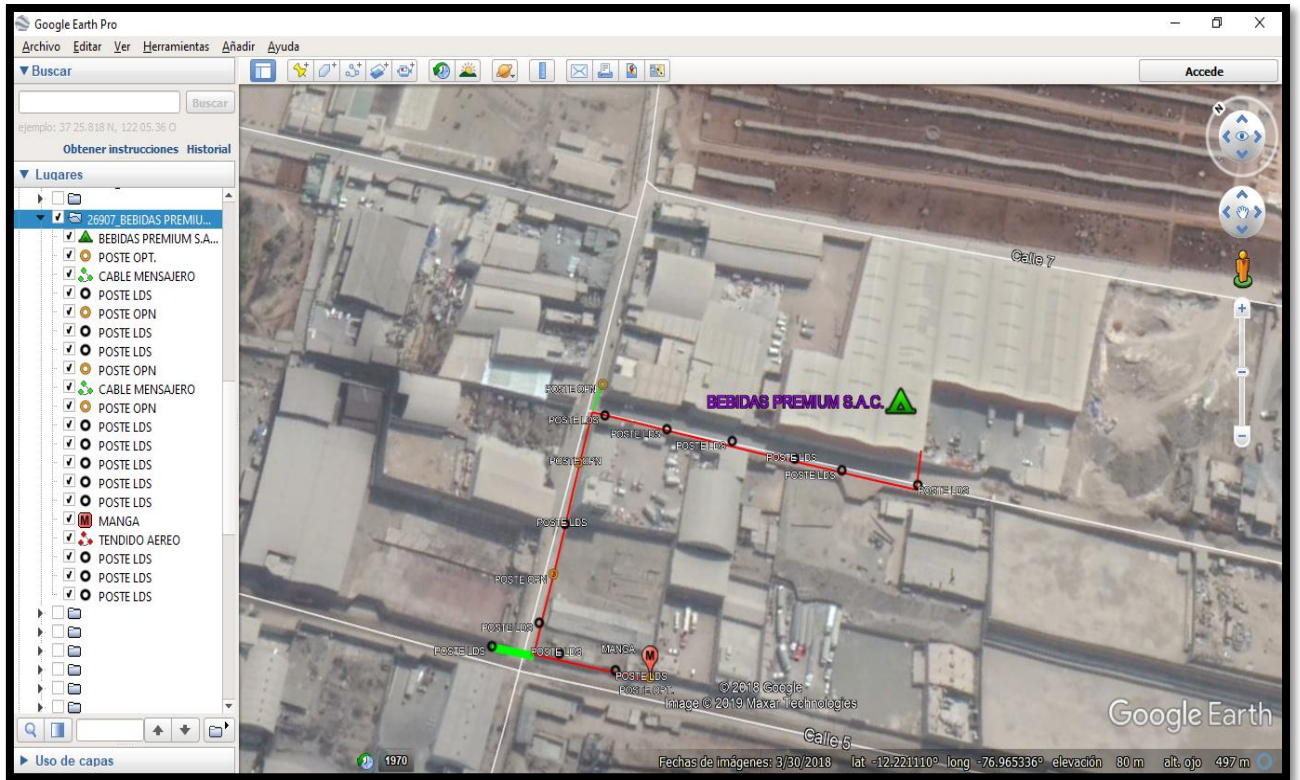 Google Earth Pro
Archivo Editar Ver Herramientas Añadir Ayuda
Buscar
Accede
Buscar
ejemplo: 37 25.818 N, 122 05.36 O
Obtener instrucciones Historial
Lugares
26907_BEBIDAS PREMIU...
BEBIDAS PREMIUM S.A...
POSTE OPT.
CABLE MENSAJERO
POSTE LDS
POSTE OPN
POSTE LDS
POSTE LDS
POSTE OPN
CABLE MENSAJERO
POSTE OPN
POSTE LDS
POSTE LDS
POSTE LDS
POSTE LDS
POSTE LDS
MANGA
TENDIDO AEREO
POSTE LDS
POSTE LDS
POSTE LDS
Uso de capas
N
Calle 7
POSTE OPN
BEBIDAS PREMIUM S.A.C.
POSTE LDS
POSTE LDS
POSTE LDS
POSTE OPN
POSTE LDS
POSTE LDS
POSTE LDS
POSTE LDS
POSTE OPN
POSTE LDS
POSTE LDS
POSTE LDS
MANGA
M
POSTE LDS
POSTE OPT.
© 2018 Google
Image © 2019 Maxar Technologies
Google Earth
Calle 5
1970
Fechas de imágenes: 3/30/2018 lat -12.221110° long -76.965336° elevación 80 m alt. ojo 497 m